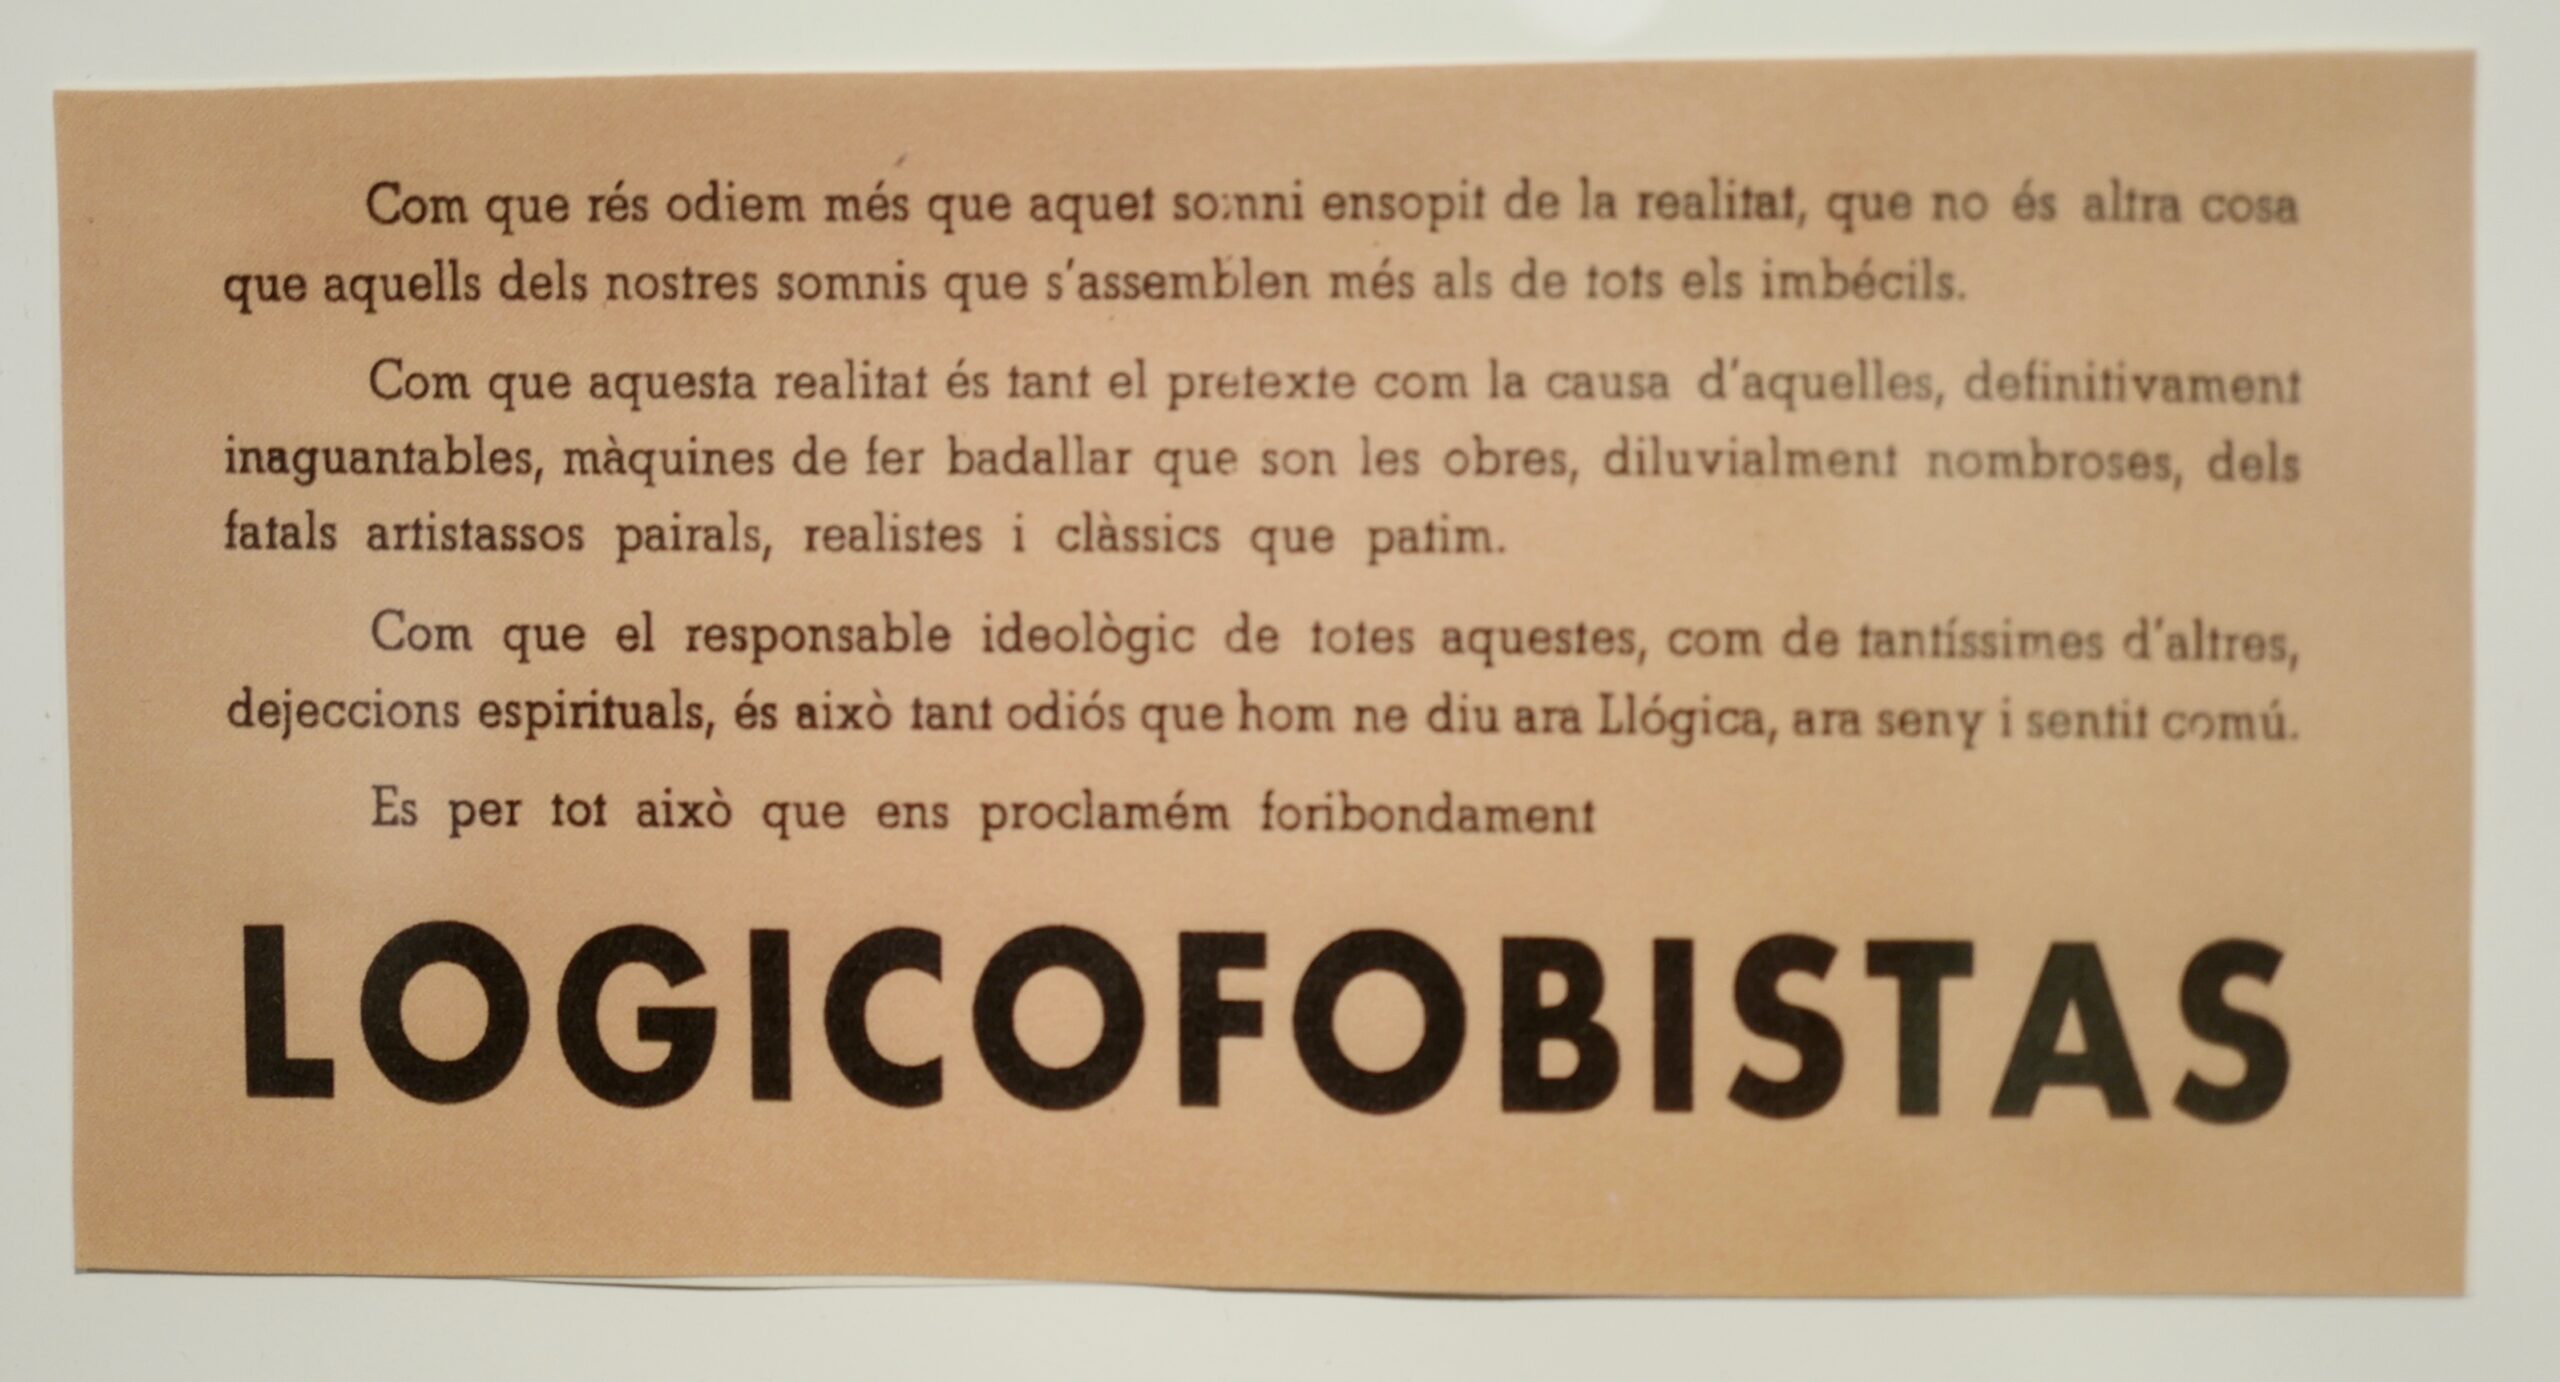 Com que rés odiem més que aquet somni ensopit de la realitat, que no és altra cosa
que aquells dels nostres somnis que s'assemblen més als de tots els imbécils.
Com que aquesta realitat és tant el pretexte com la causa d'aquelles, definitivament
inaguantables, màquines de fer badallar que son les obres, diluvialment nombroses, dels
fatals artistassos pairals, realistes i clàssics que patim.
Com que el responsable ideològic de totes aquestes, com de tantíssimes d'altres,
dejeccions espirituals, és això tant odiós que hom ne diu ara Llógica, ara seny i sentit comú.
Es per tot això que ens proclamém foribondament
LOGICOFOBISTAS